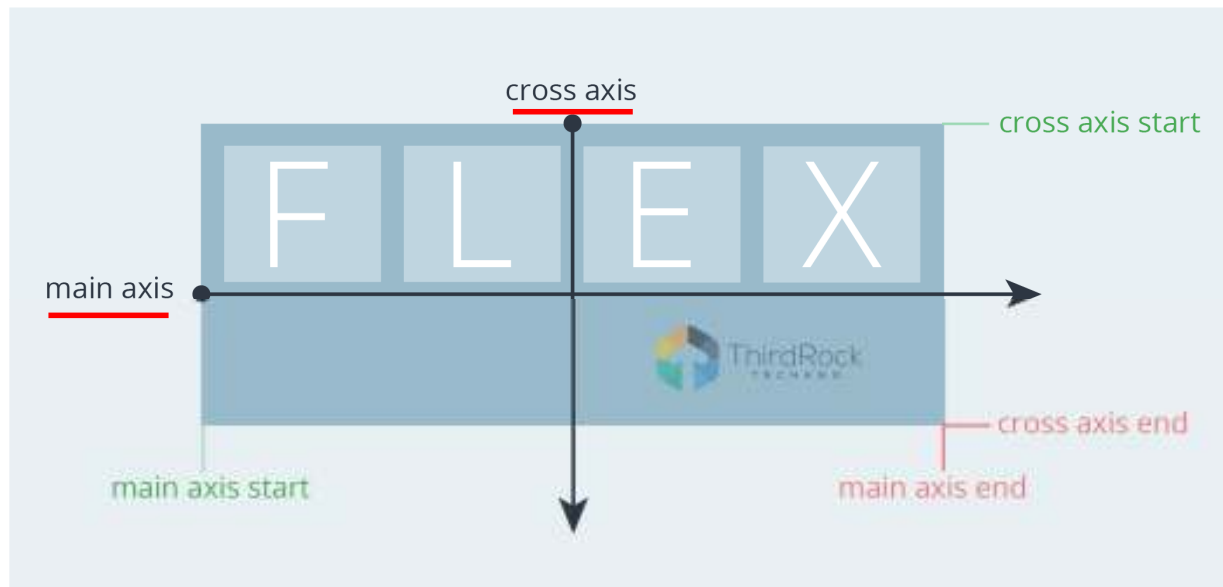 cross axis
cross axis start
F L E X
main axis
ThirdRock
cross axis end
main axis start
main axis end